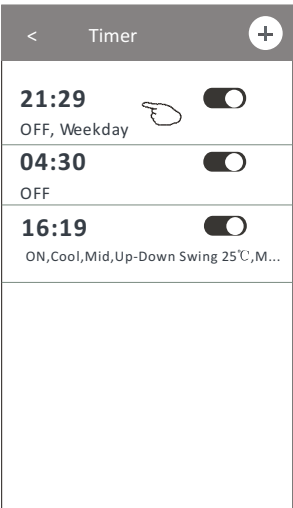 < Timer +
21:29
OFF, Weekday
04:30
OFF
16:19
ON,Cool,Mid,Up-Down Swing 25℃,M...